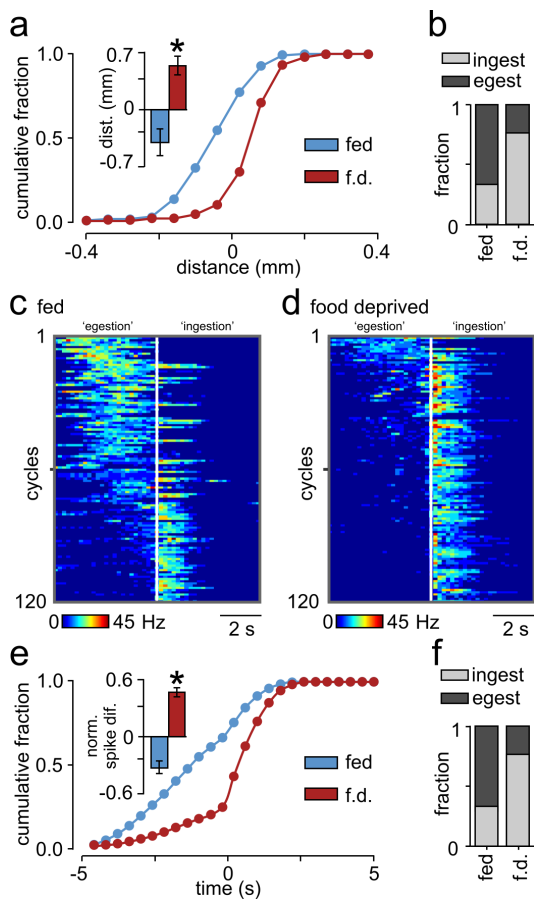 a
cumulative fraction
1.0
0.5
0.0
dist. (mm)
0.7
0
-0.7
*
fed
f.d.
-0.4
0
0.4
distance (mm)
b
ingest
egest
fraction
1
0
fed
f.d.
c fed
'egestion'
'ingestion'
1
cycles
120
0
45 Hz
2 s
d food deprived
'egestion'
'ingestion'
1
120
0
45 Hz
2 s
e
cumulative fraction
1.0
0.5
0.0
norm.
spike dif.
0.6
0
-0.6
*
fed
f.d.
-5
0
5
time (s)
f
ingest
egest
fraction
1
0
fed
f.d.